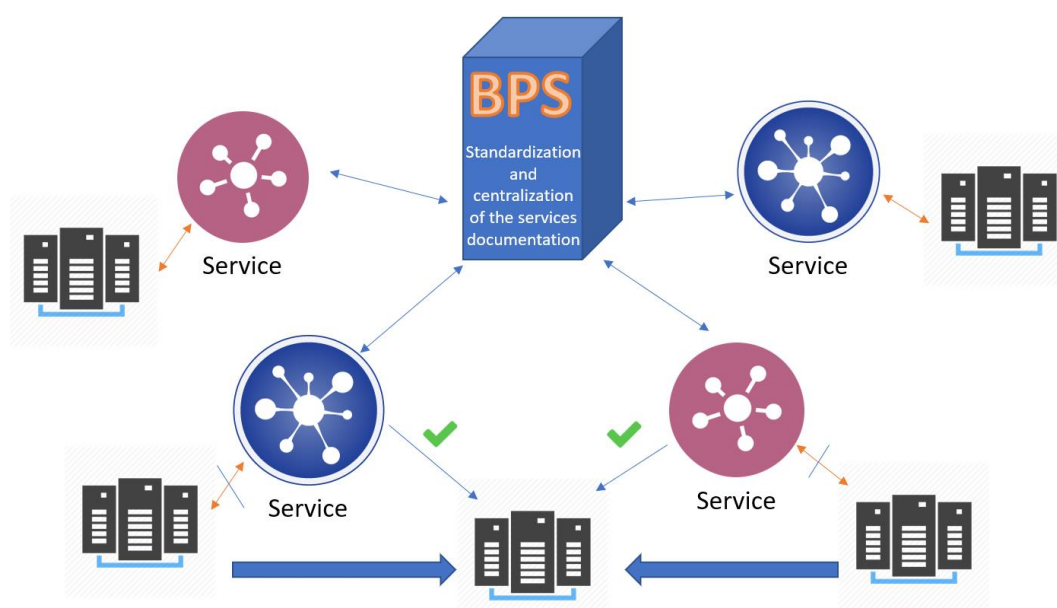 BPS
Standardization
and
centralization
of the services
documentation
Service
Service
Service
Service